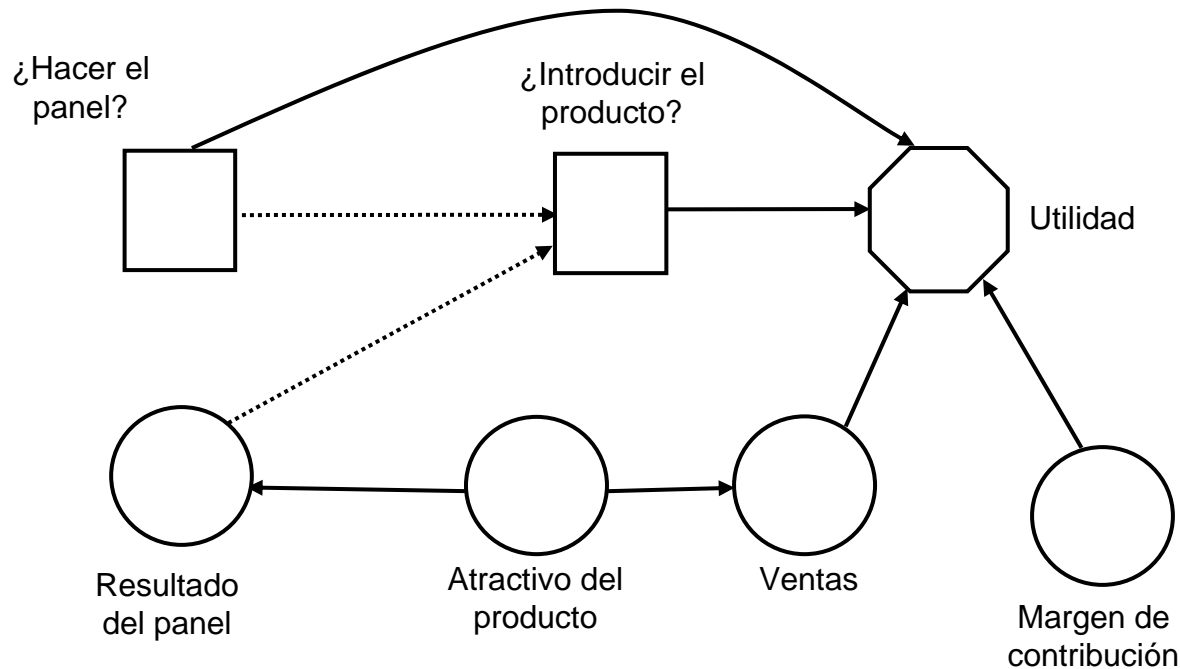 ¿Hacer el
panel?
¿Introducir el
producto?
Utilidad
Resultado
del panel
Atractivo del
producto
Ventas
Margen de
contribución